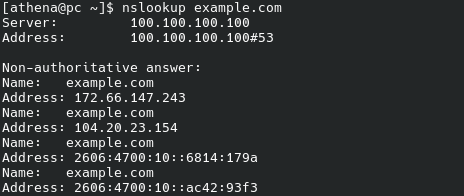 [athena@pc ~]$ nslookup example.com
Server:         100.100.100.100
Address:        100.100.100.100#53

Non-authoritative answer:
Name:   example.com
Address: 172.66.147.243
Name:   example.com
Address: 104.20.23.154
Name:   example.com
Address: 2606:4700:10::6814:179a
Name:   example.com
Address: 2606:4700:10::ac42:93f3